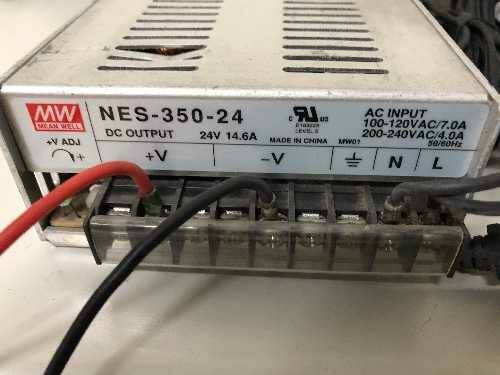 MW
MEAN WELL
NES-350-24
DC OUTPUT 24V 14.6A
MADE IN CHINA
MW01
AC INPUT
100-120VAC/7.0A
200-240VAC/4.0A
50/60Hz
+V ADJ
+V
-V
N
L